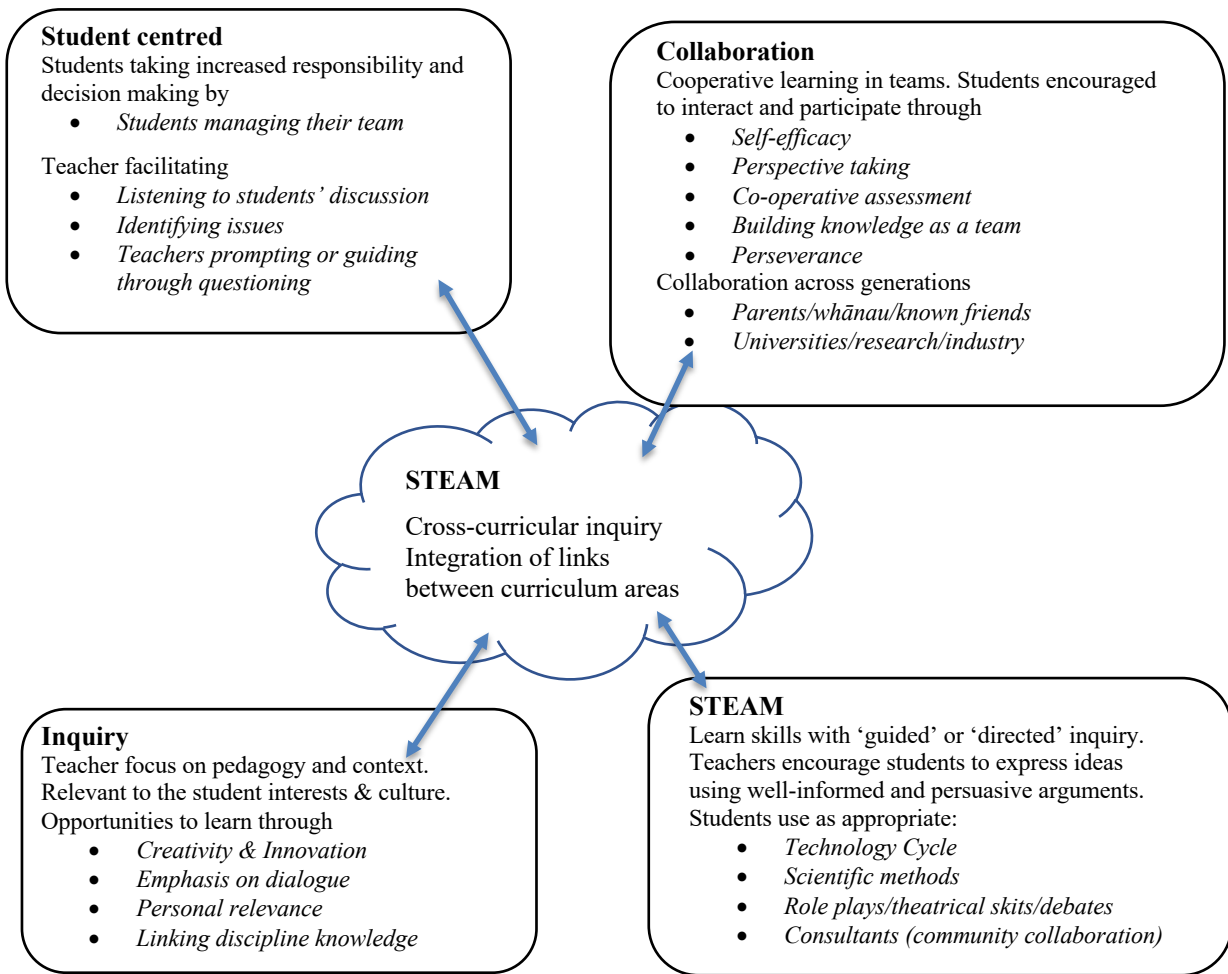 Student centred
Students taking increased responsibility and
decision making by
• Students managing their team
Teacher facilitating
• Listening to students’ discussion
• Identifying issues
• Teachers prompting or guiding
through questioning
Collaboration
Cooperative learning in teams. Students encouraged
to interact and participate through
• Self-efficacy
• Perspective taking
• Co-operative assessment
• Building knowledge as a team
• Perseverance
Collaboration across generations
• Parents/whānau/known friends
• Universities/research/industry
STEAM
Cross-curricular inquiry
Integration of links
between curriculum areas
Inquiry
Teacher focus on pedagogy and context.
Relevant to the student interests & culture.
Opportunities to learn through
• Creativity & Innovation
• Emphasis on dialogue
• Personal relevance
• Linking discipline knowledge
STEAM
Learn skills with ‘guided’ or ‘directed’ inquiry.
Teachers encourage students to express ideas
using well-informed and persuasive arguments.
Students use as appropriate:
• Technology Cycle
• Scientific methods
• Role plays/theatrical skits/debates
• Consultants (community collaboration)